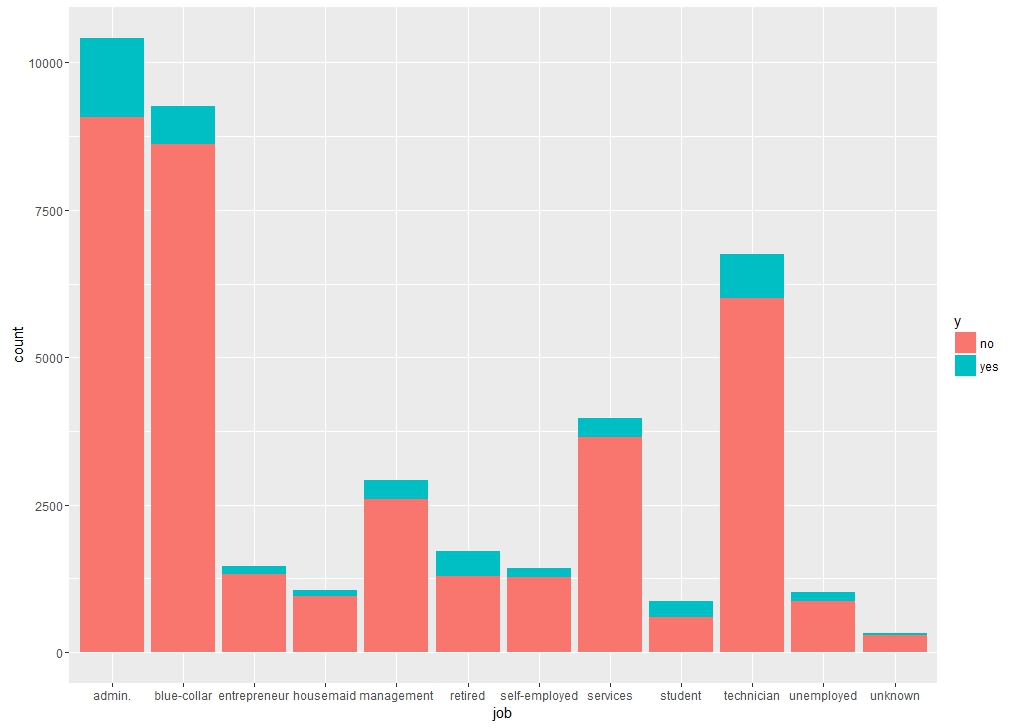 10000
7500
5000
2500
0
count
admin. blue-collar entrepreneur housemaid management retired self-employed services student technician unemployed unknown
job
y
no
yes